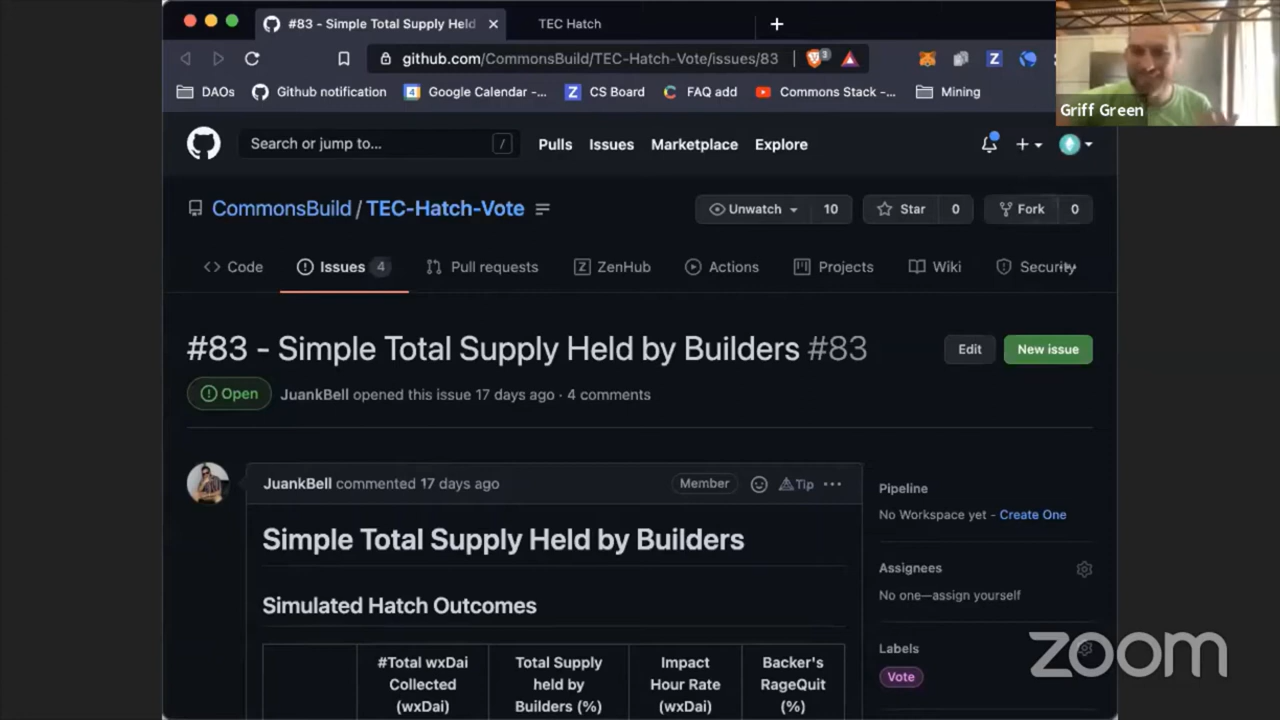 #83 - Simple Total Supply Held
TEC Hatch
github.com/CommonsBuild/TEC-Hatch-Vote/issues/83
3
DAOs
Github notification
4
Google Calendar -...
Z
CS Board
FAQ add
Commons Stack -...
Mining
Griff Green
Search or jump to...
/
Pulls
Issues
Marketplace
Explore
CommonsBuild / TEC-Hatch-Vote
Unwatch
10
Star
0
Fork
0
Code
Issues 4
Pull requests
ZenHub
Actions
Projects
Wiki
Security
#83 - Simple Total Supply Held by Builders #83
Edit
New issue
Open
JuankBell opened this issue 17 days ago · 4 comments
JuankBell commented 17 days ago
Member
Tip
Simple Total Supply Held by Builders
Simulated Hatch Outcomes
#Total wxDai
Collected
(wxDai)
Total Supply
held by
Builders (%)
Impact
Hour Rate
(wxDai)
Backer's
RageQuit
(%)
Pipeline
No Workspace yet - Create One
Assignees
No one—assign yourself
Labels
Vote
zoom